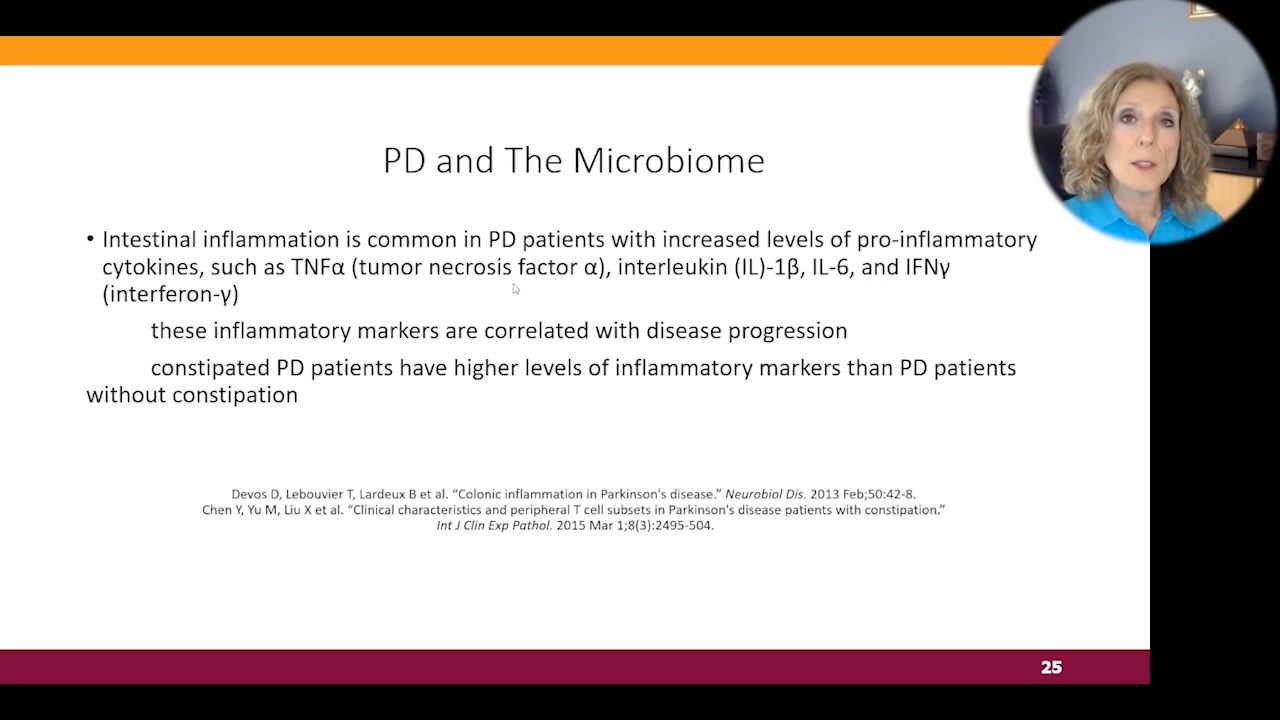 PD and The Microbiome
• Intestinal inflammation is common in PD patients with increased levels of pro-inflammatory
cytokines, such as TNFα (tumor necrosis factor α), interleukin (IL)-1β, IL-6, and IFNγ
(interferon-γ)
these inflammatory markers are correlated with disease progression
constipated PD patients have higher levels of inflammatory markers than PD patients
without constipation
Devos D, Lebouvier T, Lardeux B et al. “Colonic inflammation in Parkinson's disease.” Neurobiol Dis. 2013 Feb;50:42-8.
Chen Y, Yu M, Liu X et al. “Clinical characteristics and peripheral T cell subsets in Parkinson's disease patients with constipation.”
Int J Clin Exp Pathol. 2015 Mar 1;8(3):2495-504.
25